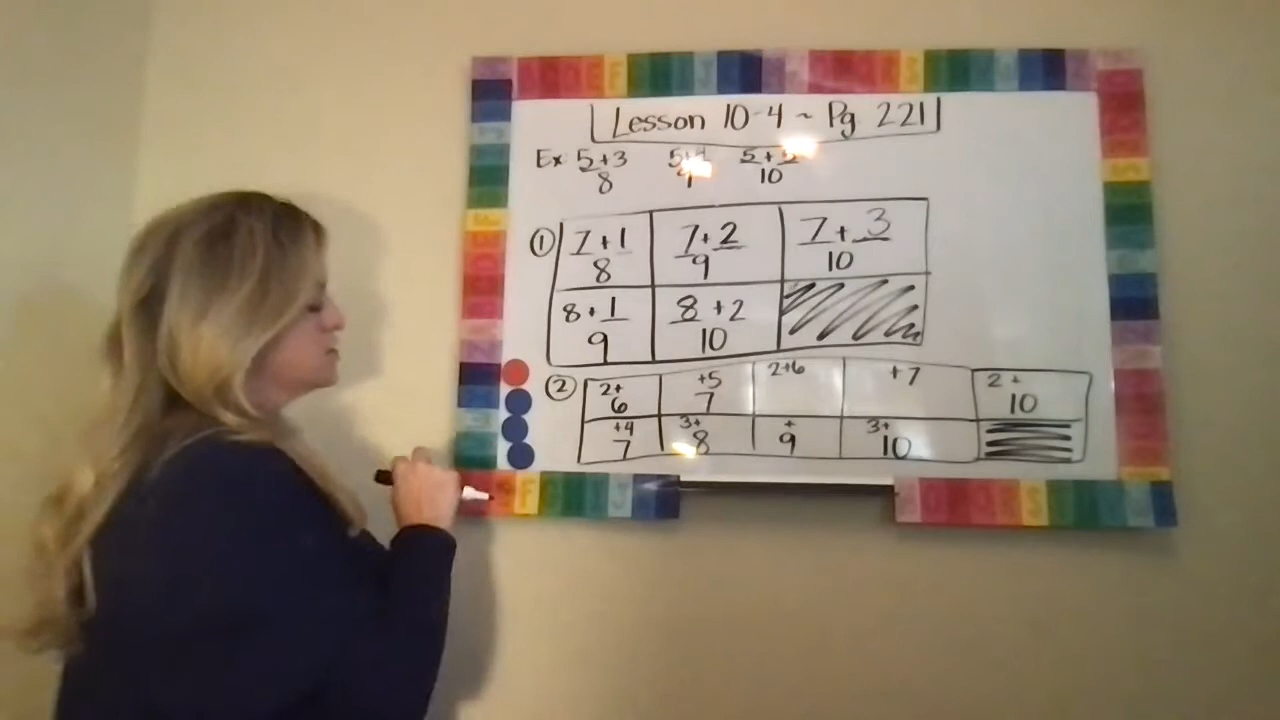 Lesson 10-4 ~ Pg 221
Ex 5+3 5+ 5+
8 10
① 7+1 7+2 7+3
8 9 10
8+1 8+2
9 10
② 2+ +5 2+6 +7 2+
6 7 10
+4 3+ + 3+
7 8 9 10